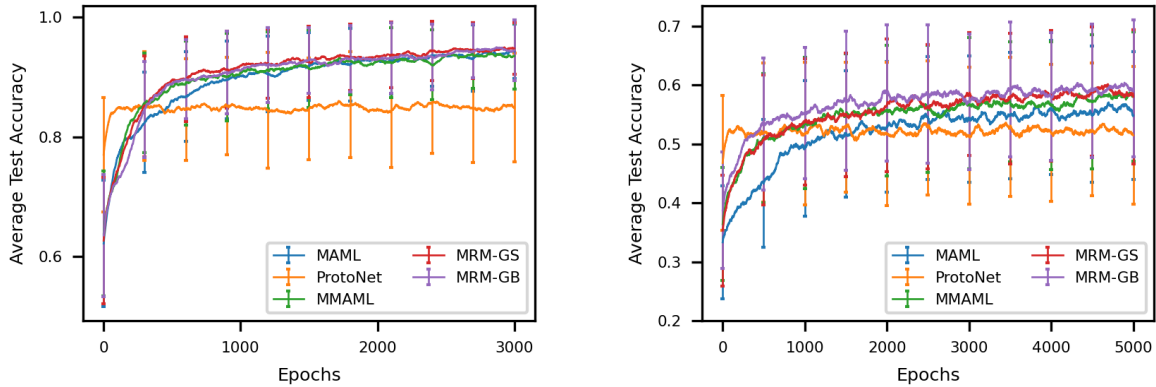 Average Test Accuracy
1.0
0.8
0.6
MAML
ProtoNet
MMAML
MRM-GS
MRM-GB
0 1000 2000 3000
Epochs
Average Test Accuracy
0.7
0.6
0.5
0.4
0.3
0.2
MAML
ProtoNet
MMAML
MRM-GS
MRM-GB
0 1000 2000 3000 4000 5000
Epochs